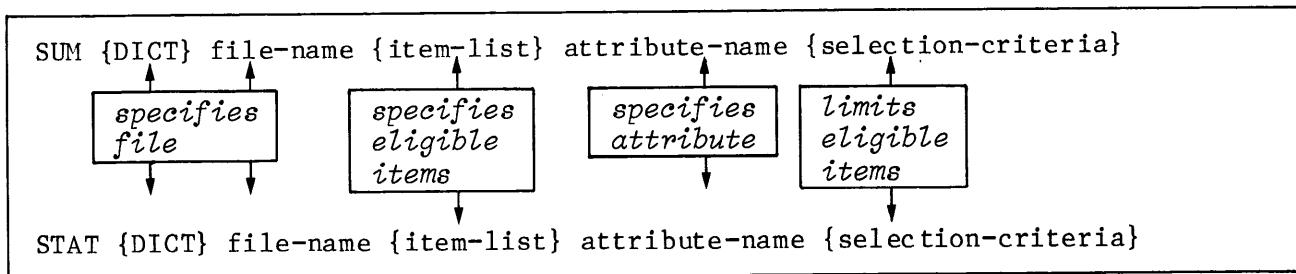 SUM {DICT} file-name {item-list} attribute-name {selection-criteria}
specifies
file
specifies
eligible
items
specifies
attribute
limits
eligible
items
STAT {DICT} file-name {item-list} attribute-name {selection-criteria}